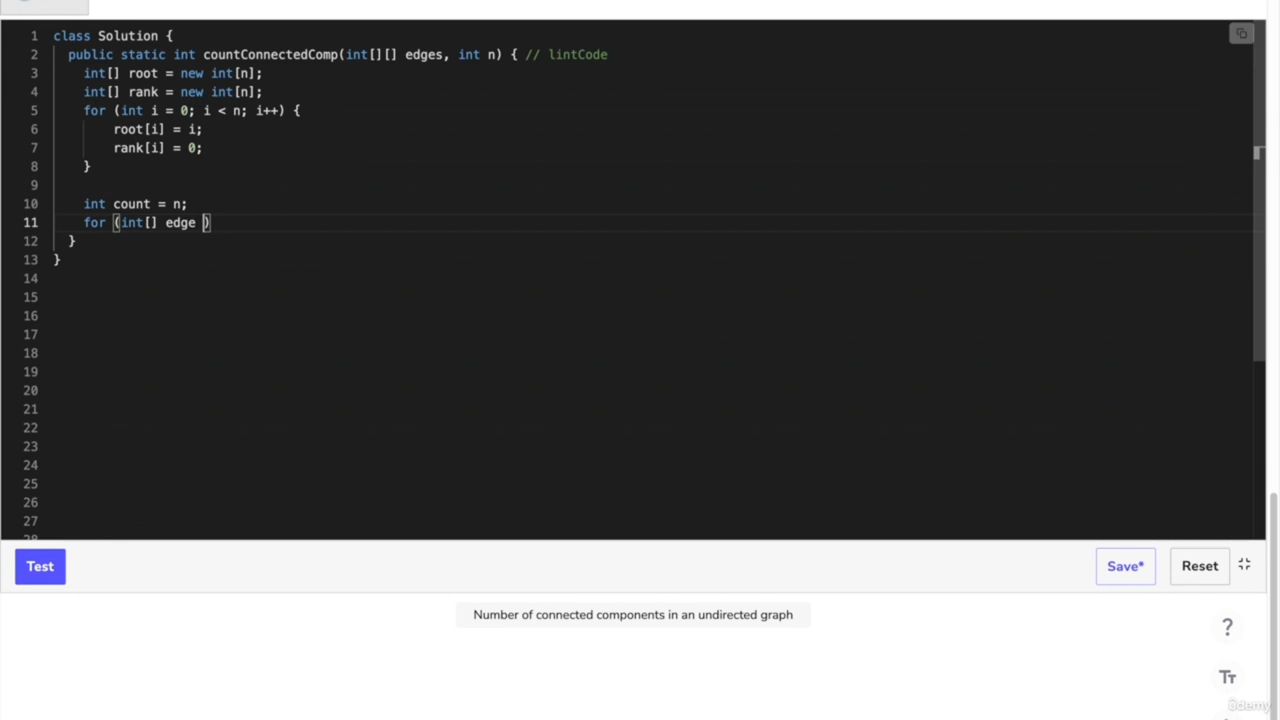 1 class Solution {
2 public static int countConnectedComp(int[][] edges, int n) { // lintCode
3 int[] root = new int[n];
4 int[] rank = new int[n];
5 for (int i = 0; i < n; i++) {
6 root[i] = i;
7 rank[i] = 0;
8 }
9
10 int count = n;
11 for (int[] edge )
12 }
13 }
14
15
16
17
18
19
20
21
22
23
24
25
26
27
28
Test
Save*
Reset
Number of connected components in an undirected graph
?
TT
ûdemy